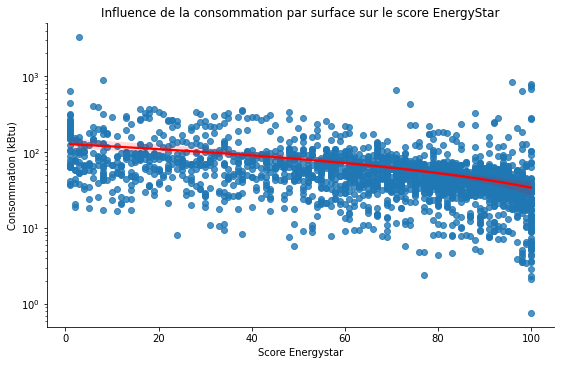 Influence de la consommation par surface sur le score EnergyStar
Consommation (kBtu)
10³
10²
10¹
10⁰
0 20 40 60 80 100
Score Energystar